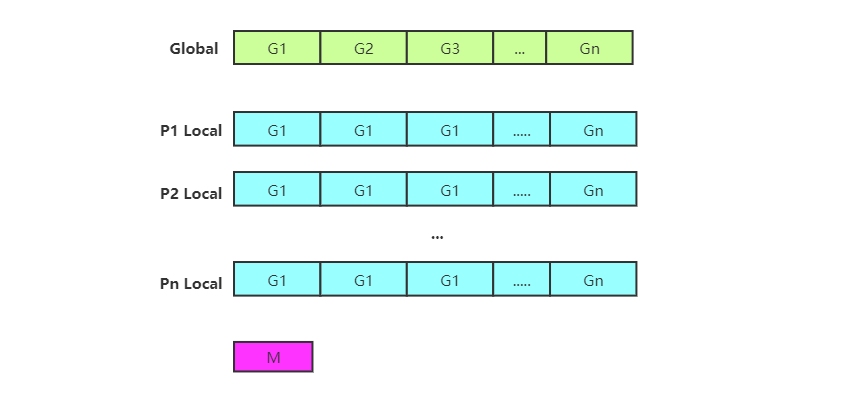 Global G1 G2 G3 ... Gn
P1 Local G1 G1 G1 ..... Gn
P2 Local G1 G1 G1 ..... Gn
...
Pn Local G1 G1 G1 ..... Gn
M